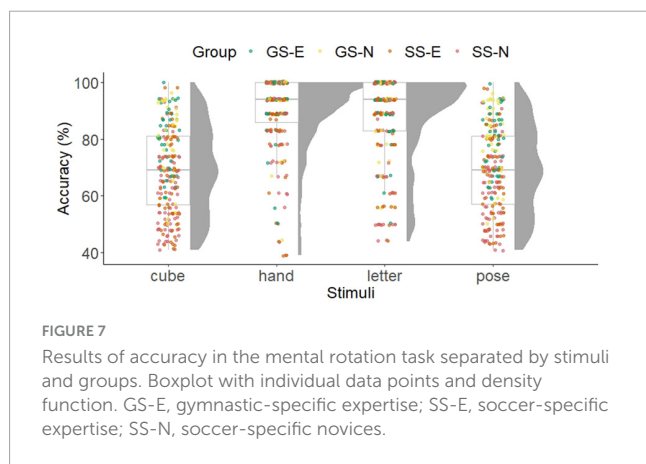 Group GS-E GS-N SS-E SS-N
Accuracy (%)
100
80
60
40
cube hand letter pose
Stimuli
FIGURE 7
Results of accuracy in the mental rotation task separated by stimuli
and groups. Boxplot with individual data points and density
function. GS-E, gymnastic-specific expertise; SS-E, soccer-specific
expertise; SS-N, soccer-specific novices.